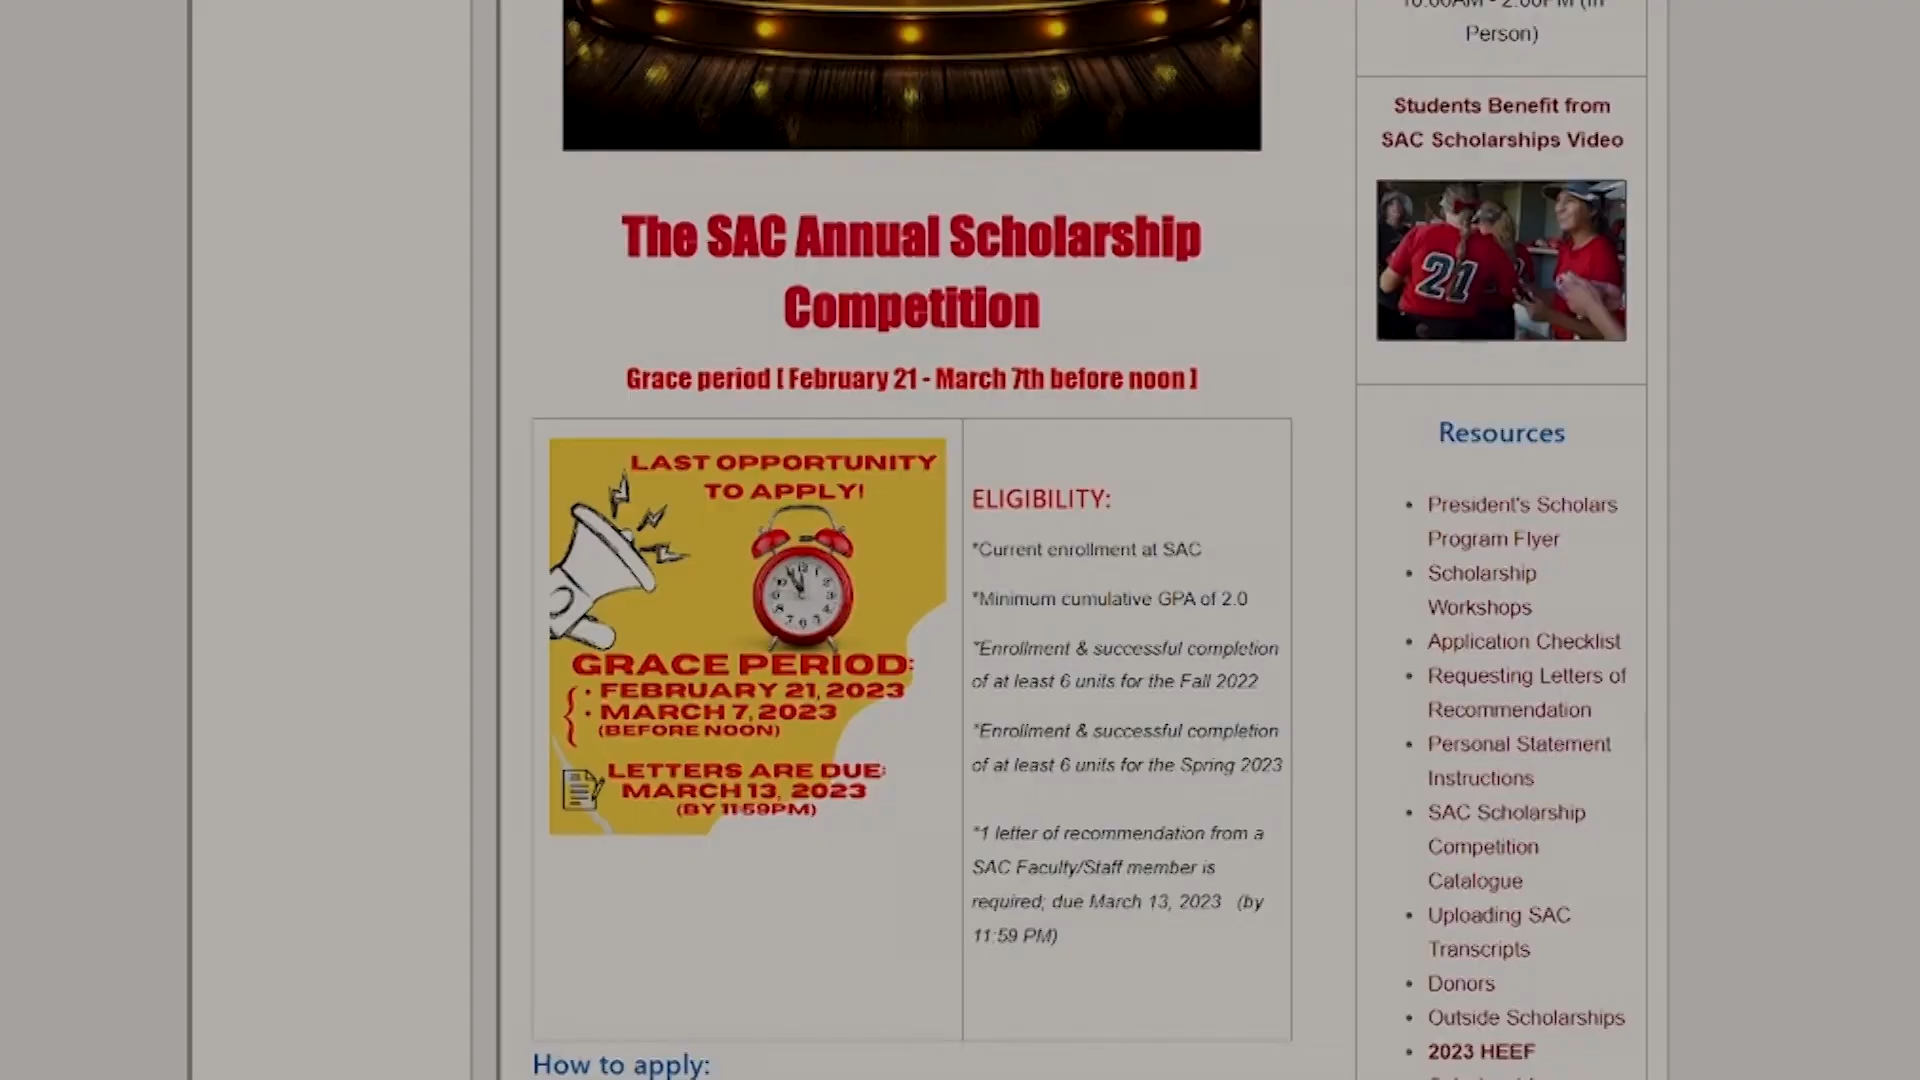 The SAC Annual Scholarship
Competition
Grace period [ February 21 - March 7th before noon ]
LAST OPPORTUNITY
TO APPLY!
GRACE PERIOD:
• FEBRUARY 21, 2023
• MARCH 7, 2023
(BEFORE NOON)
LETTERS ARE DUE:
MARCH 13, 2023
(BY 11:59PM)
ELIGIBILITY:
*Current enrollment at SAC
*Minimum cumulative GPA of 2.0
*Enrollment & successful completion
of at least 6 units for the Fall 2022
*Enrollment & successful completion
of at least 6 units for the Spring 2023
*1 letter of recommendation from a
SAC Faculty/Staff member is
required; due March 13, 2023 (by
11:59 PM)
How to apply:
10:00AM - 2:00PM (In
Person)
Students Benefit from
SAC Scholarships Video
21
Resources
• President's Scholars
Program Flyer
• Scholarship
Workshops
• Application Checklist
• Requesting Letters of
Recommendation
• Personal Statement
Instructions
• SAC Scholarship
Competition
Catalogue
• Uploading SAC
Transcripts
• Donors
• Outside Scholarships
• 2023 HEEF